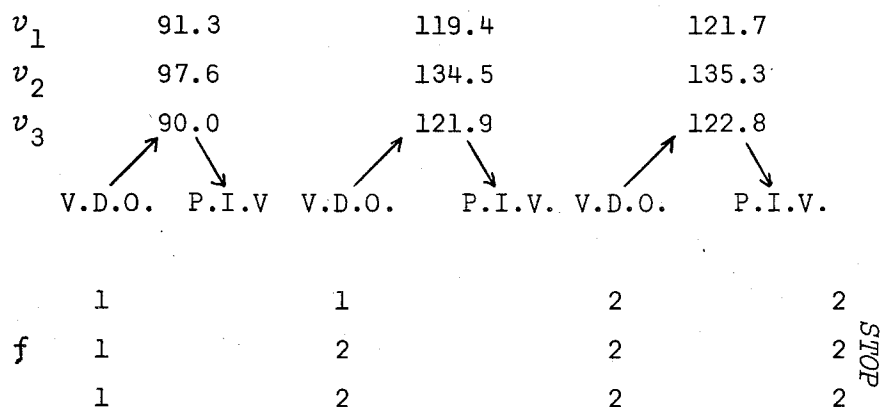 v1 91.3 119.4 121.7
v2 97.6 134.5 135.3
v3 90.0 121.9 122.8
V.D.O. P.I.V V.D.O. P.I.V. V.D.O. P.I.V.
1 1 2 2
f 1 2 2 2
1 2 2 2
STOP